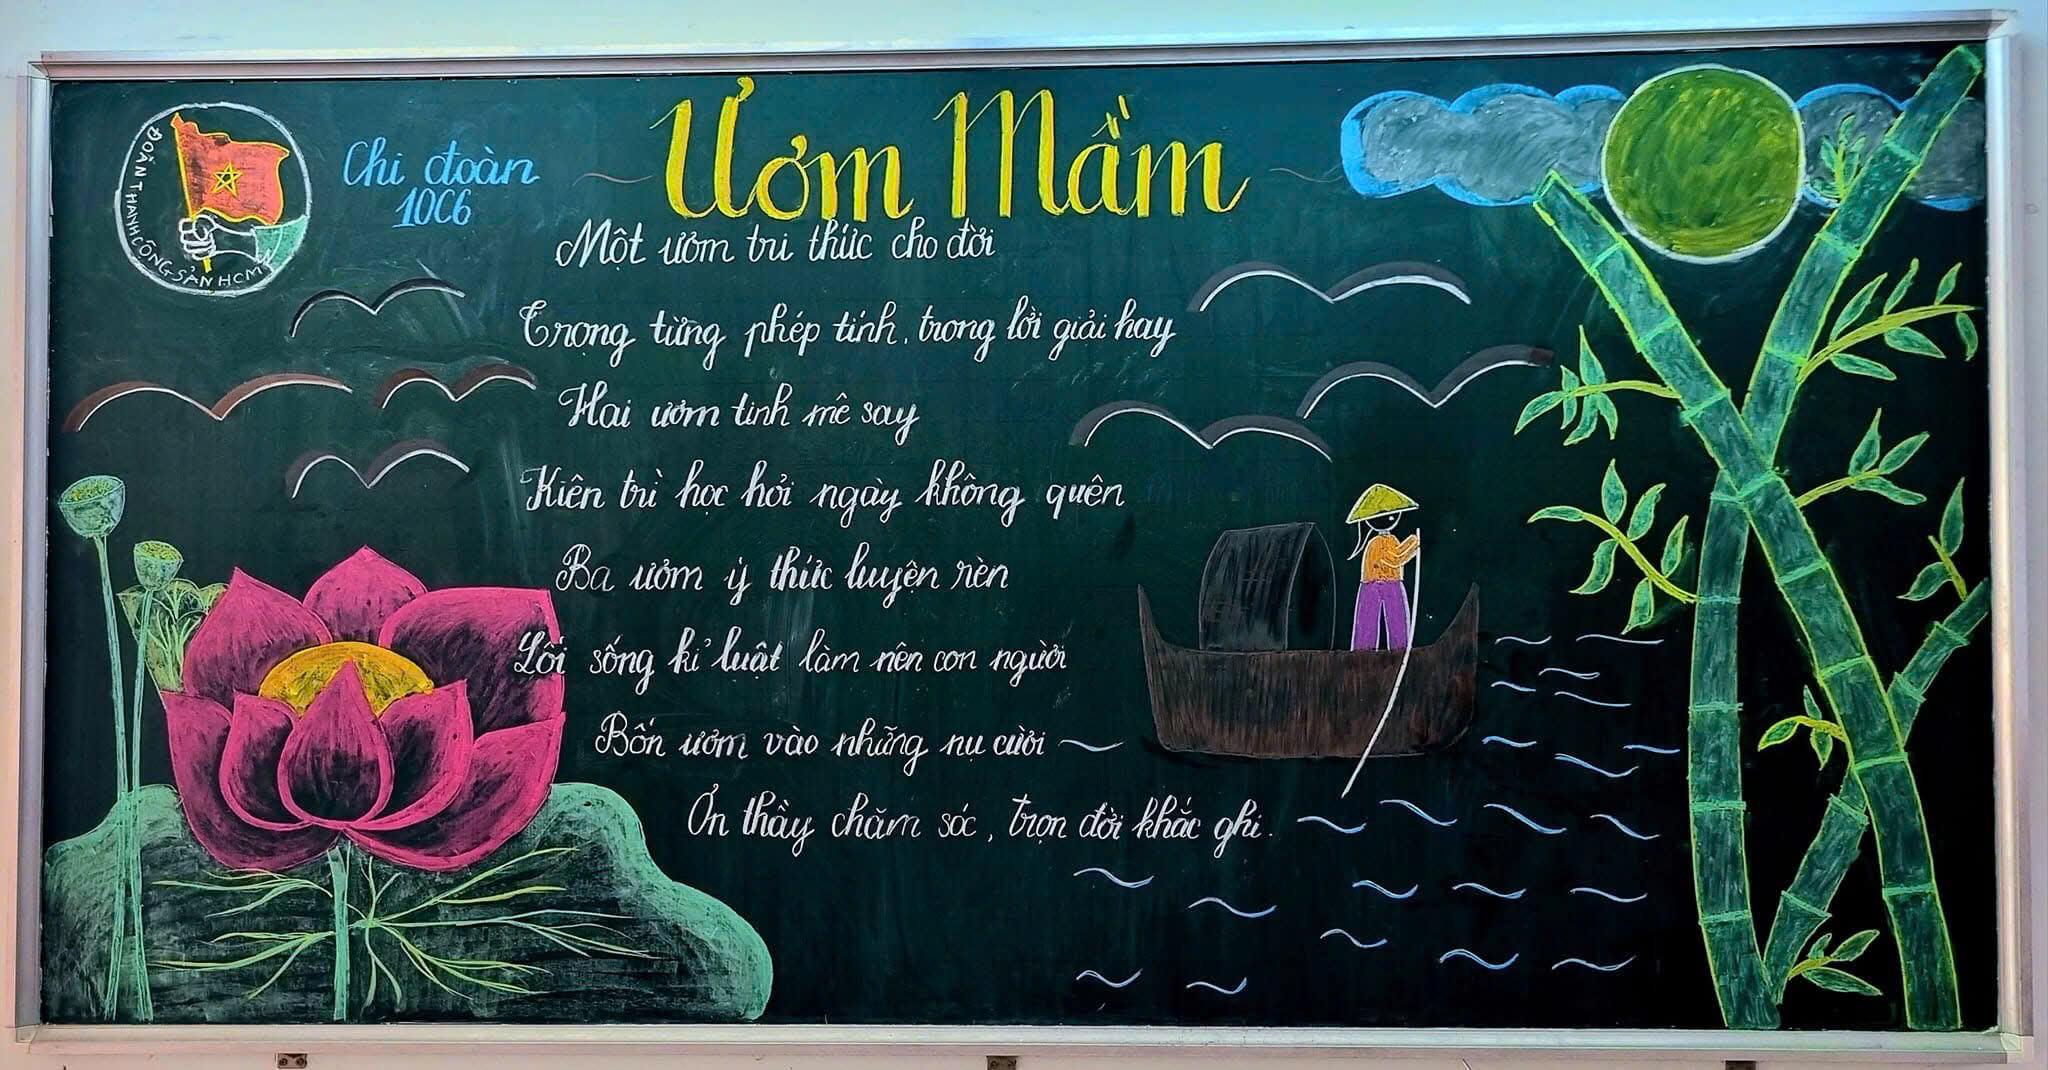 ĐOÀN THANH CỘNG SẢN HCM
Chi đoàn
10C6
Ươm Mầm
Một ươm tri thức cho đời
Trọng từng phép tính, trong lời giải hay
Hai ươm tinh mê say
Kiên trì học hỏi ngày không quên
Ba ươm ý thức luyện rèn
Lối sống kỉ luật làm nên con người
Bốn ươm vào những nụ cười
Ơn thầy chăm sóc, trọn đời khắc ghi.